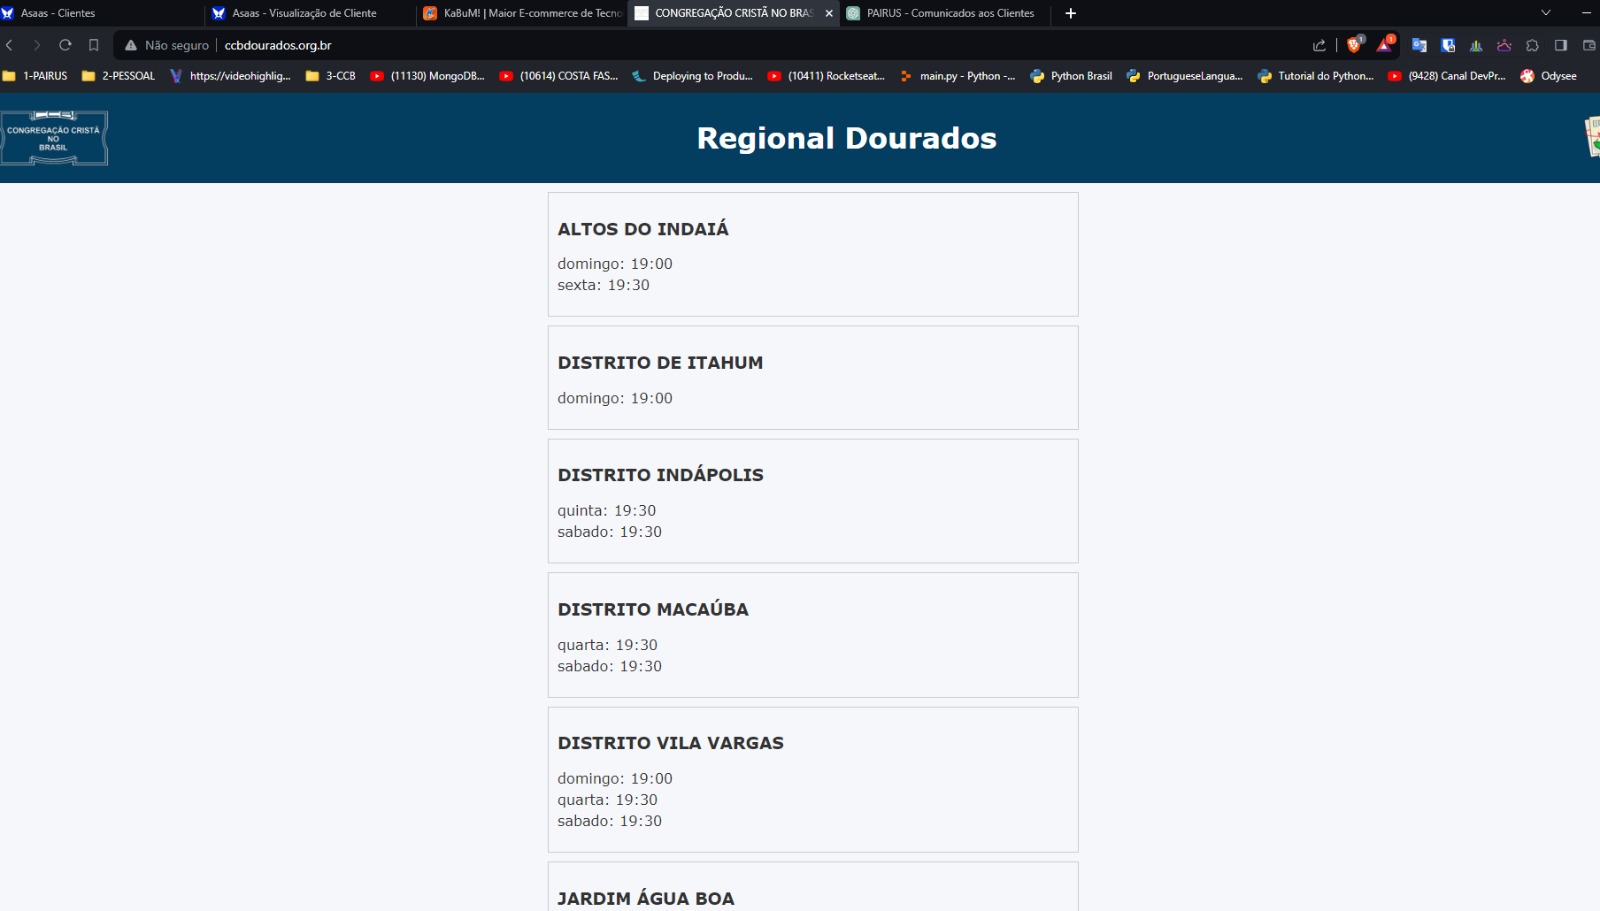 Asaas - Clientes
Asaas - Visualização de Cliente
KaBuM! | Maior E-commerce de Tecno
CONGREGAÇÃO CRISTÃ NO BRAS
PAIRUS - Comunicados aos Clientes
Não seguro
ccbdourados.org.br
1-PAIRUS
2-PESSOAL
https://videohighlig...
3-CCB
(11130) MongoDB...
(10614) COSTA FAS...
Deploying to Produ...
(10411) Rocketseat...
main.py - Python -...
Python Brasil
PortugueseLangua...
Tutorial do Python...
(9428) Canal DevPr...
Odysee
CONGREGAÇÃO CRISTÃ
NO
BRASIL
Regional Dourados
ALTOS DO INDAIÁ
domingo: 19:00
sexta: 19:30
DISTRITO DE ITAHUM
domingo: 19:00
DISTRITO INDÁPOLIS
quinta: 19:30
sabado: 19:30
DISTRITO MACAÚBA
quarta: 19:30
sabado: 19:30
DISTRITO VILA VARGAS
domingo: 19:00
quarta: 19:30
sabado: 19:30
JARDIM ÁGUA BOA